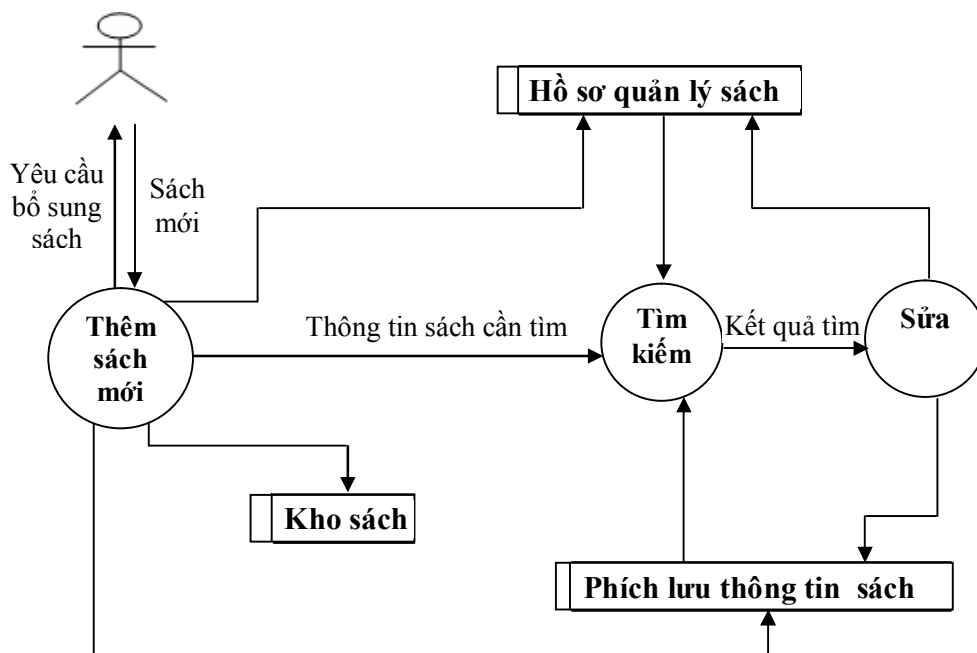 Hồ sơ quản lý sách
Yêu cầu
bổ sung
sách
Sách
mới
Thêm
sách
mới
Thông tin sách cần tìm
Tìm
kiếm
Kết quả tìm
Sửa
Kho sách
Phích lưu thông tin sách